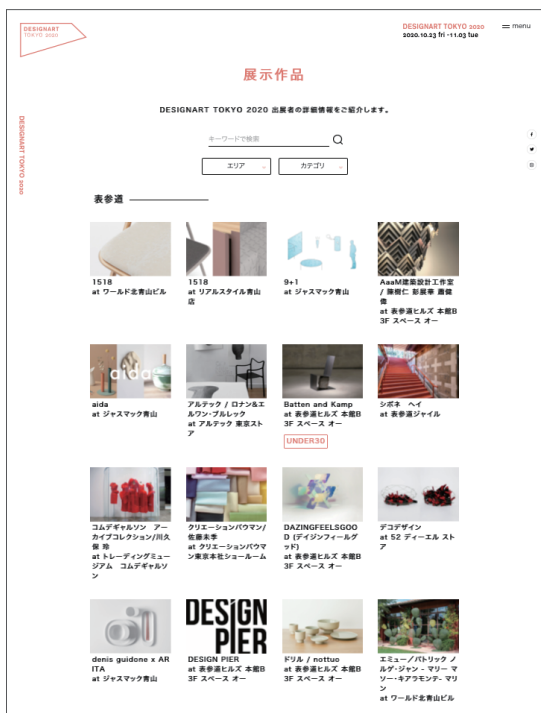 DESIGNART
TOKYO 2020
DESIGNART TOKYO 2020
2020.10.23 fri -11.03 tue
menu
展示作品
DESIGNART TOKYO 2020 出展者の詳細情報をご紹介します。
DESIGNART TOKYO 2020
キーワードで検索
エリア
カテゴリ
表参道
1518
at ワールド北青山ビル
1518
at リアルスタイル青山
店
9+1
at ジャスマック青山
AaaM建築設計工作室
/ 陳樹仁 彭展華 蕭健
偉
at 表参道ヒルズ 本館B
3F スペース オー
aida
aida
at ジャスマック青山
アルテック / ロナン&エ
ルワン・ブルレック
at アルテック 東京スト
ア
Batten and Kamp
at 表参道ヒルズ 本館B
3F スペース オー
UNDER30
シボネ ヘイ
at 表参道ジャイル
コムデギャルソン アー
カイブコレクション/川久
保 玲
at トレーディングミュー
ジアム コムデギャルソ
ン
クリエーションバウマン/
佐藤未季
at クリエーションバウマ
ン東京本社ショールーム
DAZINGFEELSGOO
D (デイジンフィールグ
ッド)
at 表参道ヒルズ 本館B
3F スペース オー
デコデザイン
at 52 ディーエル スト
ア
denis guidone x AR
ITA
at ジャスマック青山
DESIGN
PIER
DESIGN PIER
at 表参道ヒルズ 本館B
3F スペース オー
ドリル / nottuo
at 表参道ヒルズ 本館B
3F スペース オー
エミュー/パトリック ノ
ルゲ・ジャン - マリー マ
ソー・キアラモンテ- マリ
ン
at ワールド北青山ビル